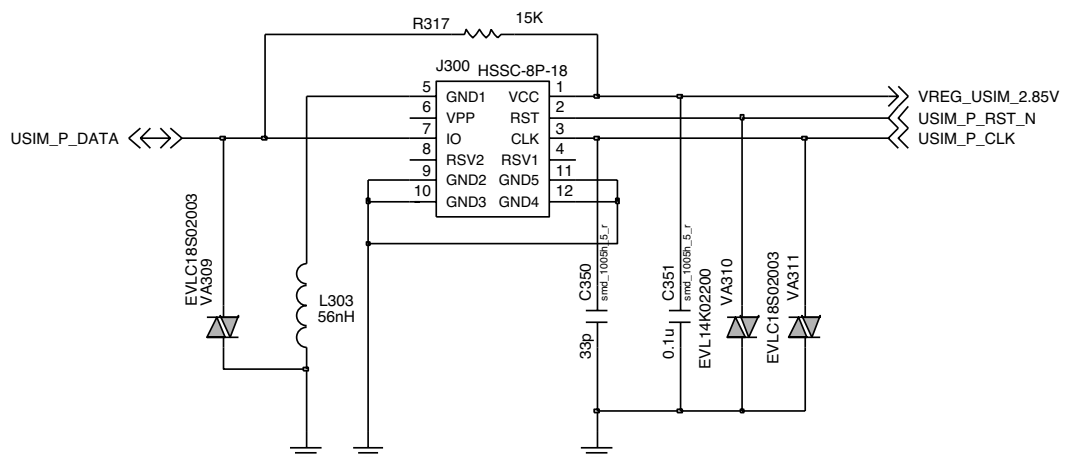 R317 15K
J300 HSSC-8P-18
5 GND1 VCC 1
6 VPP RST 2
7 IO CLK 3
8 RSV2 RSV1 4
9 GND2 GND5 11
10 GND3 GND4 12
USIM_P_DATA
VREG_USIM_2.85V
USIM_P_RST_N
USIM_P_CLK
EVLC18S02003
VA309
L303
56nH
C350
smd_1005h_5_r
33p
C351
smd_1005h_5_r
0.1u
EVL14K02200
VA310
EVLC18S02003
VA311